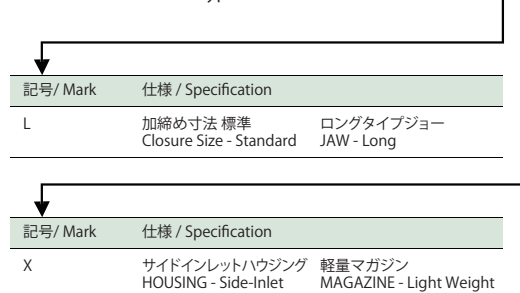 記号/ Mark 仕様 / Specification
L 加締め寸法 標準 ロングタイプジョー
Closure Size - Standard JAW - Long
記号/ Mark 仕様 / Specification
X サイドインレットハウジング 軽量マガジン
HOUSING - Side-Inlet MAGAZINE - Light Weight